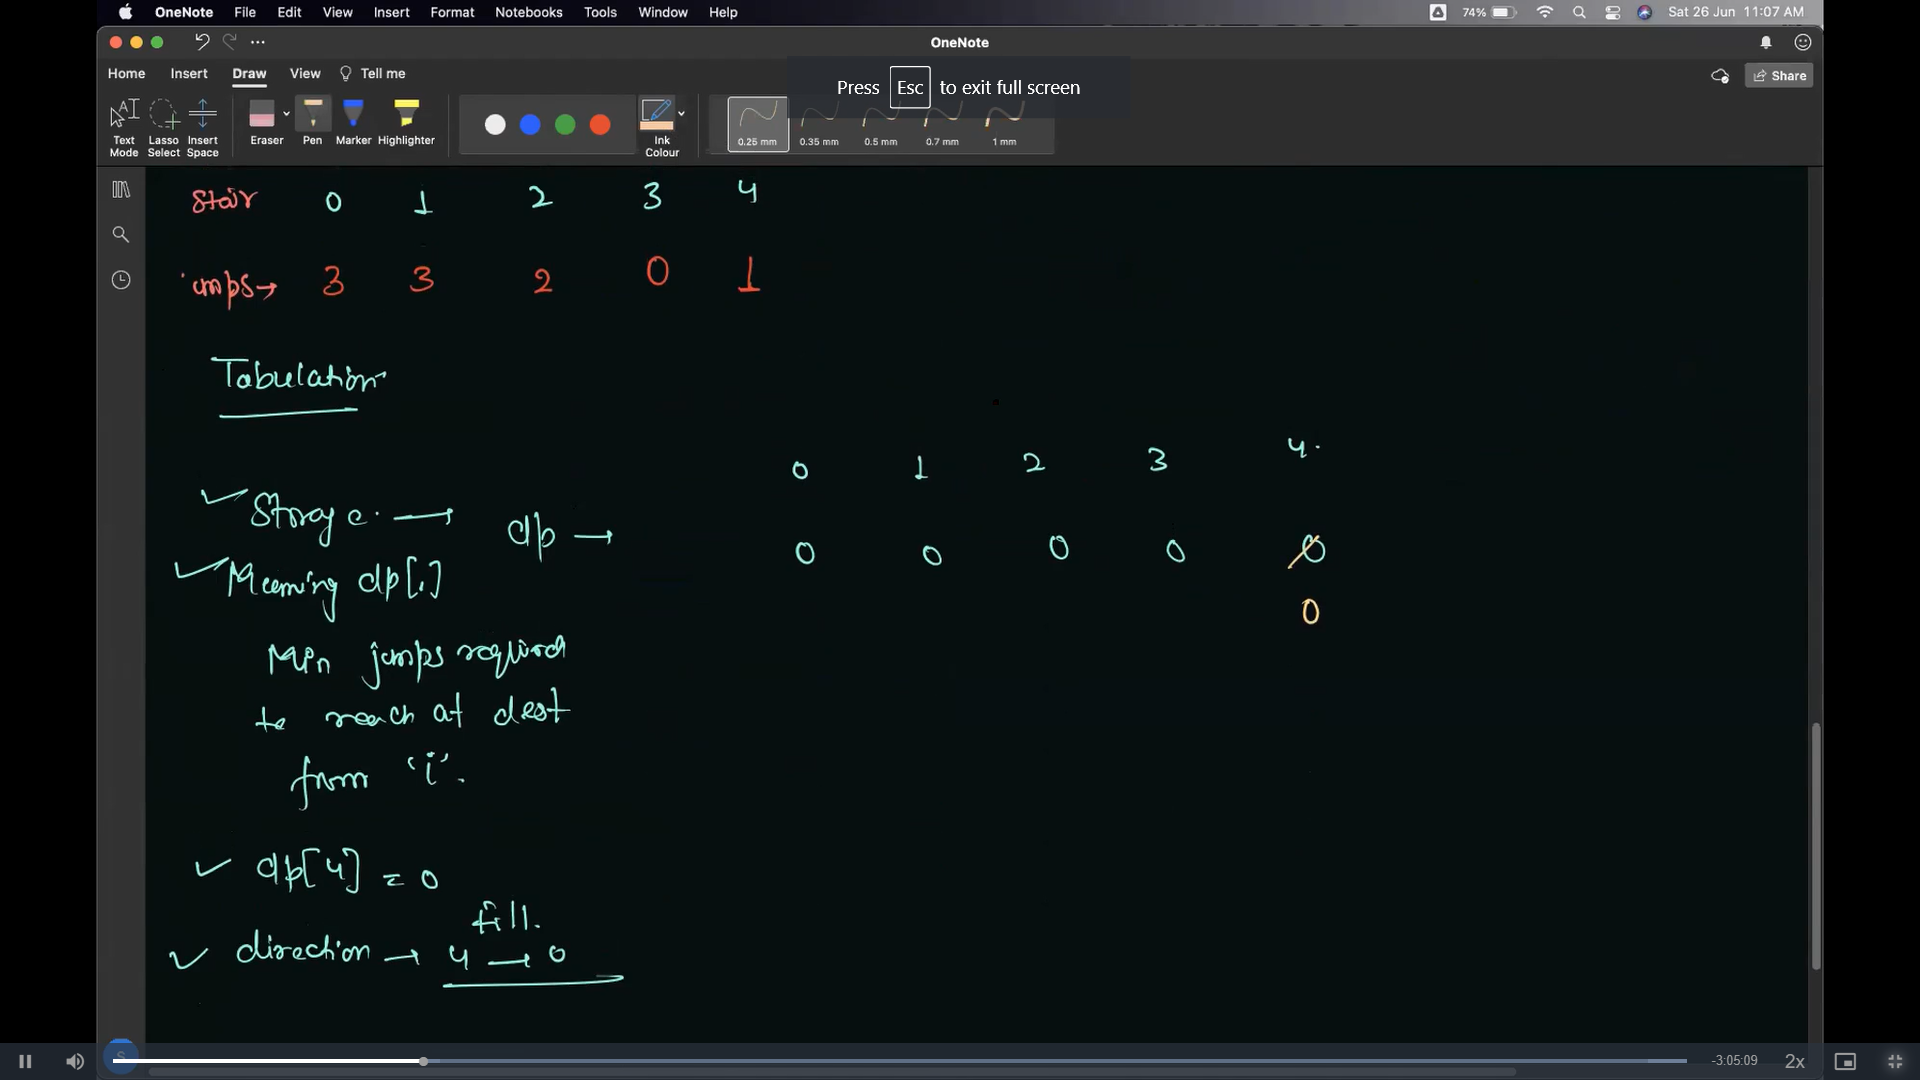 OneNote File Edit View Insert Format Notebooks Tools Window Help 74% Sat 26 Jun 11:07 AM
OneNote
Home Insert Draw View Tell me
Press Esc to exit full screen
Share
Text Mode
Lasso Select
Insert Space
Eraser
Pen
Marker
Highlighter
Ink Colour
0.25 mm 0.35 mm 0.5 mm 0.7 mm 1 mm
Stair 0 1 2 3 4
Jumps→ 3 3 2 0 1
Tabulation
0 1 2 3 4
Storage → dp → 0 0 0 0 0
0
Meaning dp[i]
Min jumps required
to reach at dest
from 'i'.
dp[4] = 0
fill.
direction → 4 → 0
-3:05:09 2x